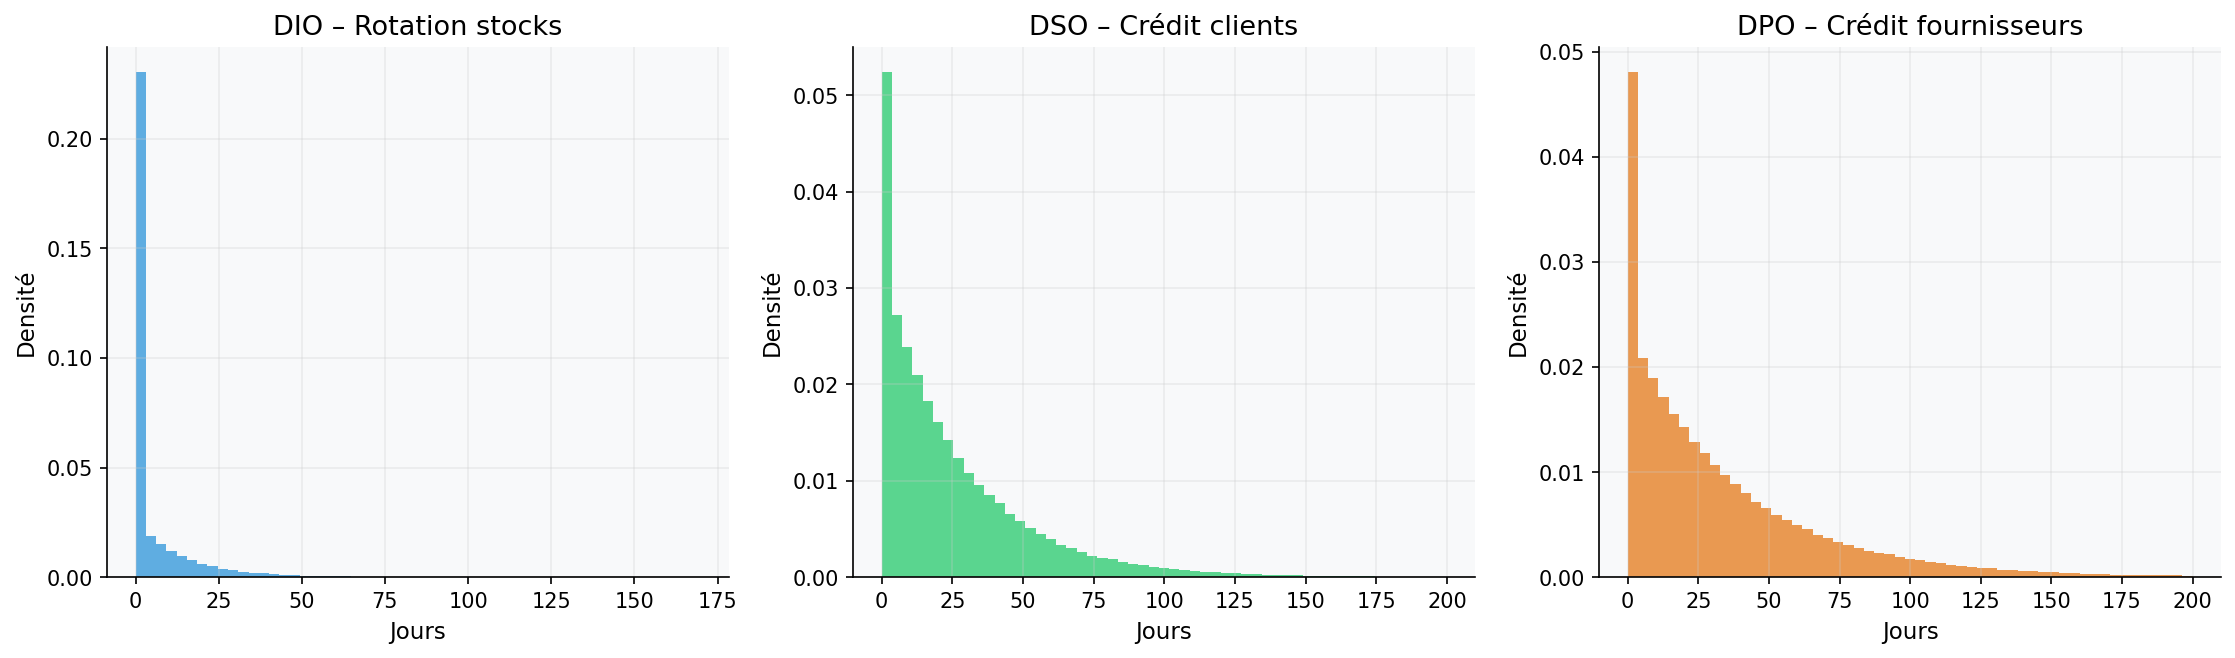 DIO – Rotation stocks
Densité
0.20
0.15
0.10
0.05
0.00
0 25 50 75 100 125 150 175
Jours
DSO – Crédit clients
Densité
0.05
0.04
0.03
0.02
0.01
0.00
0 25 50 75 100 125 150 175 200
Jours
DPO – Crédit fournisseurs
Densité
0.05
0.04
0.03
0.02
0.01
0.00
0 25 50 75 100 125 150 175 200
Jours